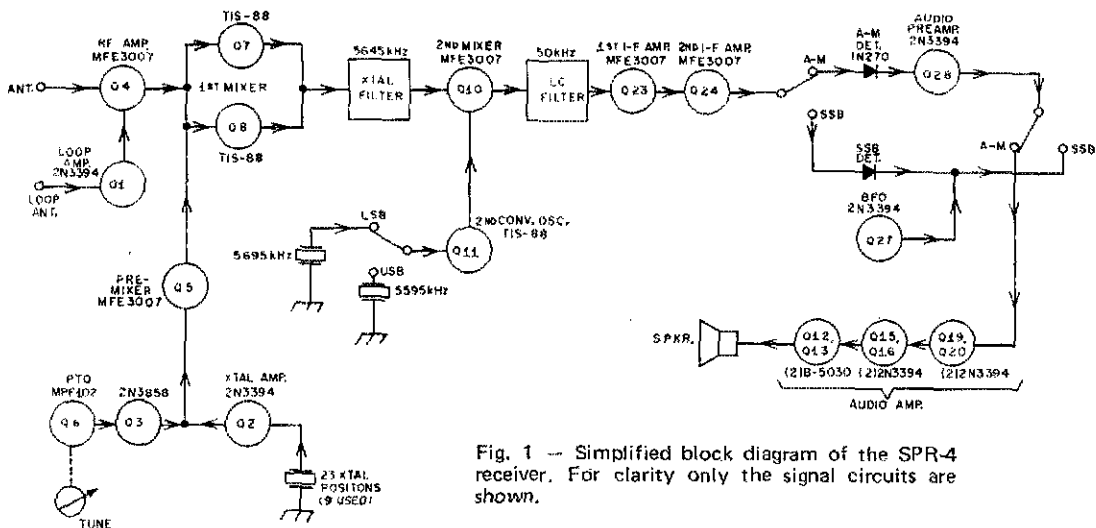 TIS-88
Q7
RF AMP.
MFE3007
Q4
ANT.
1ST MIXER
Q8
TIS-88
LOOP
AMP.
2N3394
Q1
LOOP
ANT.
5645kHz
XTAL
FILTER
2ND MIXER
MFE3007
Q10
50kHz
LC
FILTER
1ST I-F AMP.
MFE3007
Q23
2ND I-F AMP.
MFE3007
Q24
A-M
A-M
DET.
1N270
AUDIO
PREAMP.
2N3394
Q28
SSB
SSB
DET.
A-M
SSB
BFO
2N3394
Q27
LSB
5695kHz
USB
5595kHz
2ND CONV. OSC.
TIS-88
Q11
PRE-
MIXER
MFE3007
Q5
SPKR.
Q12,
Q13
Q15,
Q16
Q19,
Q20
(2)B-5030
(2)2N3394
(2)2N3394
AUDIO AMP.
PTO
MPF102
Q6
2N3858
Q3
XTAL AMP.
2N3394
Q2
23 XTAL
POSITONS
(9 USED)
TUNE
Fig. 1 — Simplified block diagram of the SPR-4
receiver. For clarity only the signal circuits are
shown.